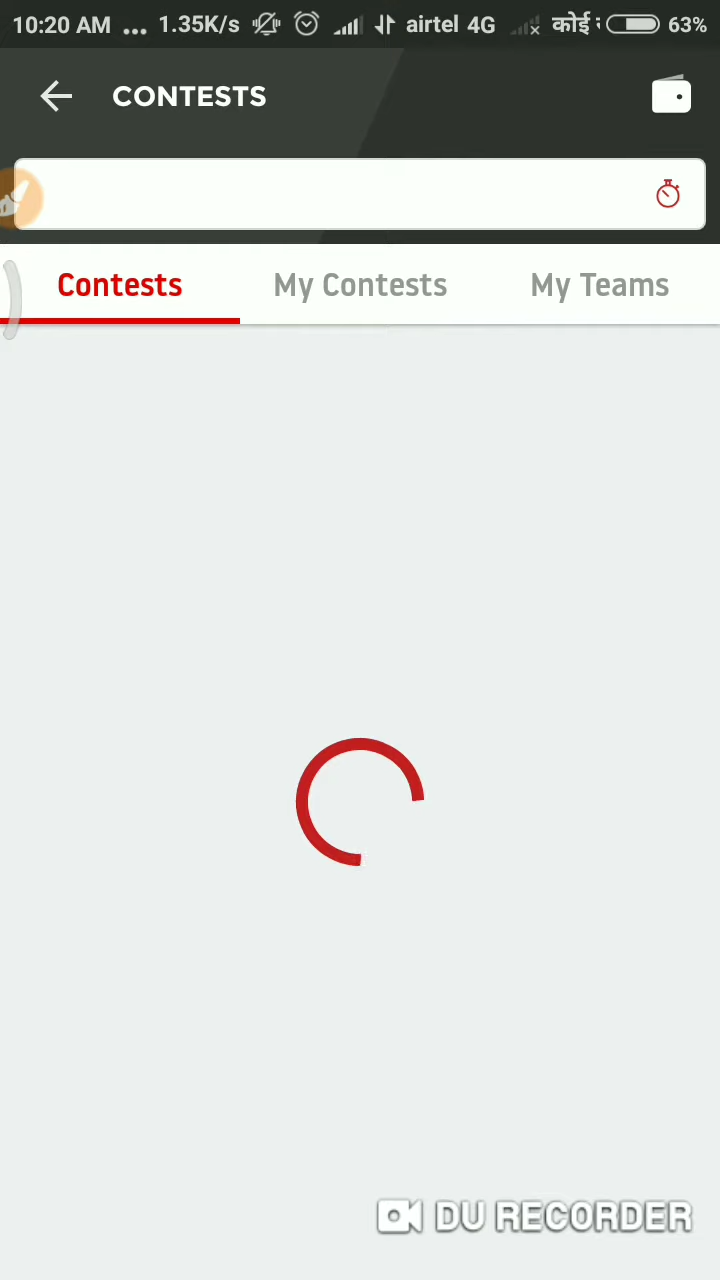 10:20 AM ... 1.35K/s airtel 4G कोई 63%
CONTESTS
Contests My Contests My Teams
DU RECORDER